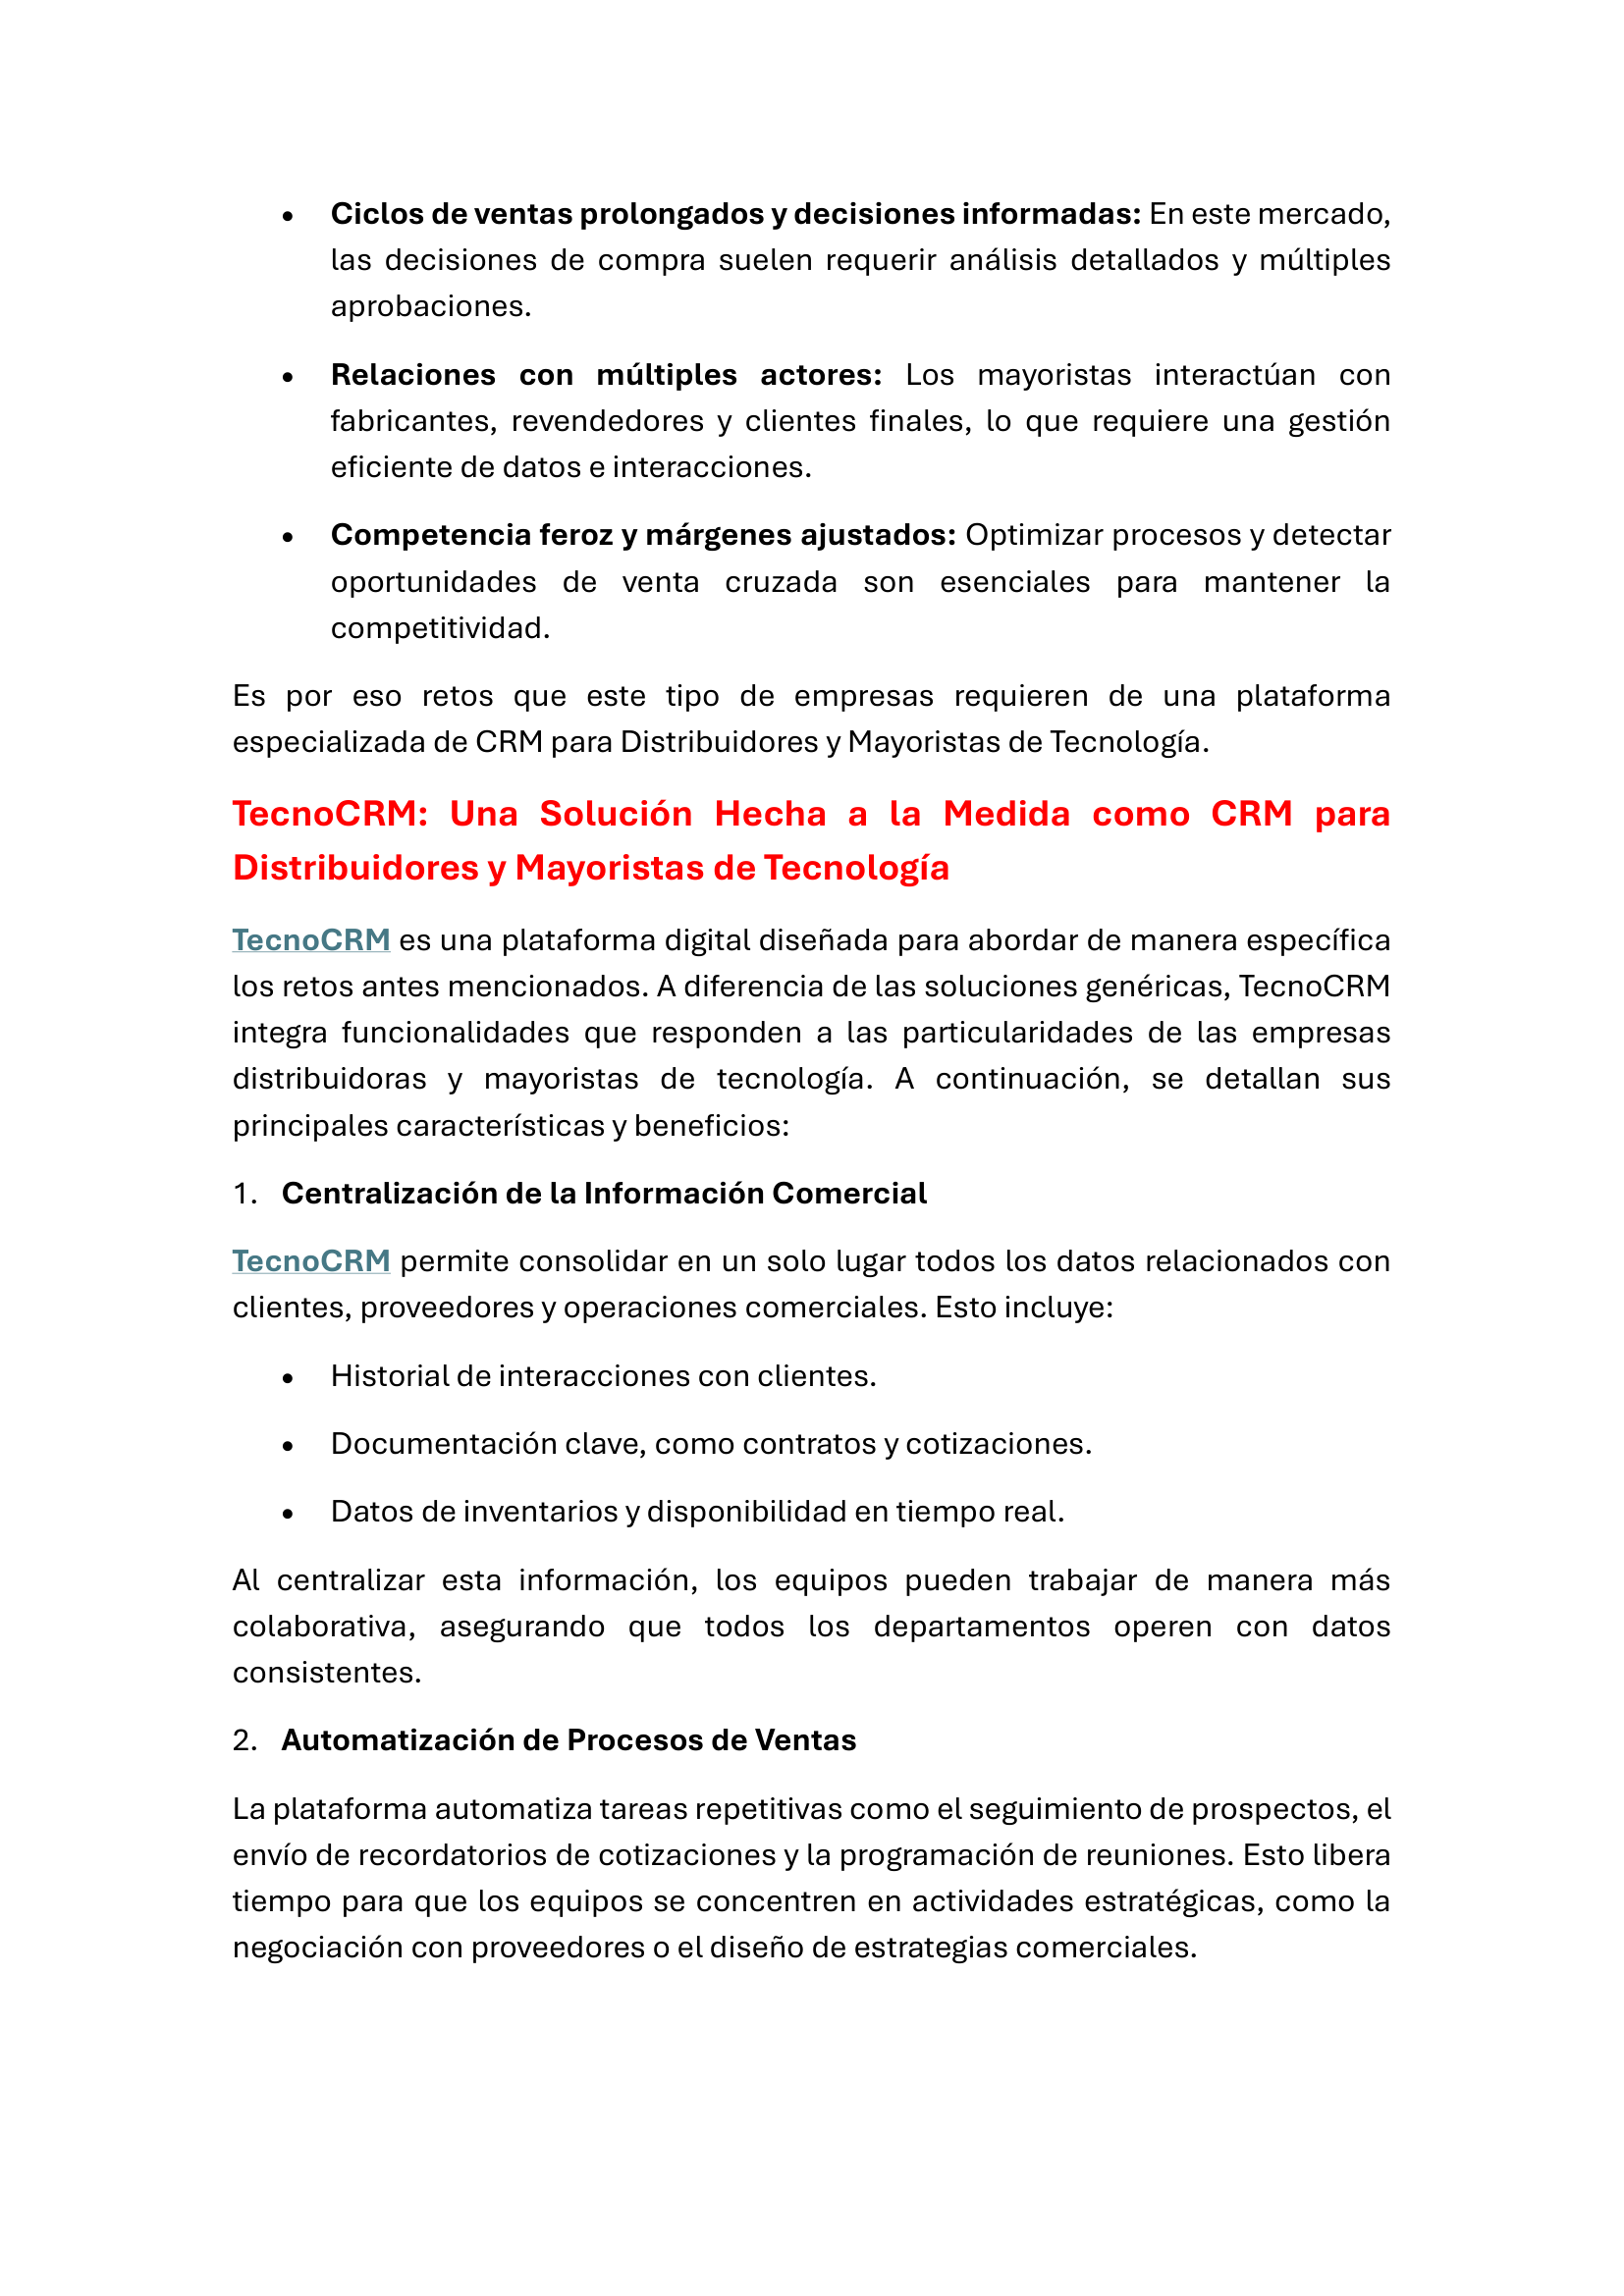 • Ciclos de ventas prolongados y decisiones informadas: En este mercado,
las decisiones de compra suelen requerir análisis detallados y múltiples
aprobaciones.
• Relaciones con múltiples actores: Los mayoristas interactúan con
fabricantes, revendedores y clientes finales, lo que requiere una gestión
eficiente de datos e interacciones.
• Competencia feroz y márgenes ajustados: Optimizar procesos y detectar
oportunidades de venta cruzada son esenciales para mantener la
competitividad.
Es por eso retos que este tipo de empresas requieren de una plataforma
especializada de CRM para Distribuidores y Mayoristas de Tecnología.
TecnoCRM: Una Solución Hecha a la Medida como CRM para
Distribuidores y Mayoristas de Tecnología
TecnoCRM es una plataforma digital diseñada para abordar de manera específica
los retos antes mencionados. A diferencia de las soluciones genéricas, TecnoCRM
integra funcionalidades que responden a las particularidades de las empresas
distribuidoras y mayoristas de tecnología. A continuación, se detallan sus
principales características y beneficios:
1. Centralización de la Información Comercial
TecnoCRM permite consolidar en un solo lugar todos los datos relacionados con
clientes, proveedores y operaciones comerciales. Esto incluye:
• Historial de interacciones con clientes.
• Documentación clave, como contratos y cotizaciones.
• Datos de inventarios y disponibilidad en tiempo real.
Al centralizar esta información, los equipos pueden trabajar de manera más
colaborativa, asegurando que todos los departamentos operen con datos
consistentes.
2. Automatización de Procesos de Ventas
La plataforma automatiza tareas repetitivas como el seguimiento de prospectos, el
envío de recordatorios de cotizaciones y la programación de reuniones. Esto libera
tiempo para que los equipos se concentren en actividades estratégicas, como la
negociación con proveedores o el diseño de estrategias comerciales.